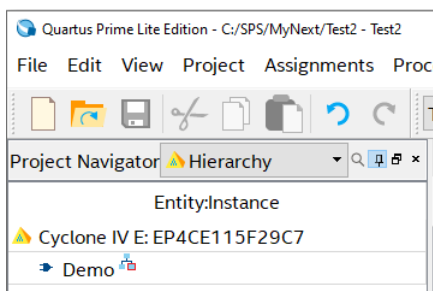 Quartus Prime Lite Edition - C:/SPS/MyNext/Test2 - Test2
File Edit View Project Assignments Proc
Project Navigator Hierarchy
Entity:Instance
Cyclone IV E: EP4CE115F29C7
Demo